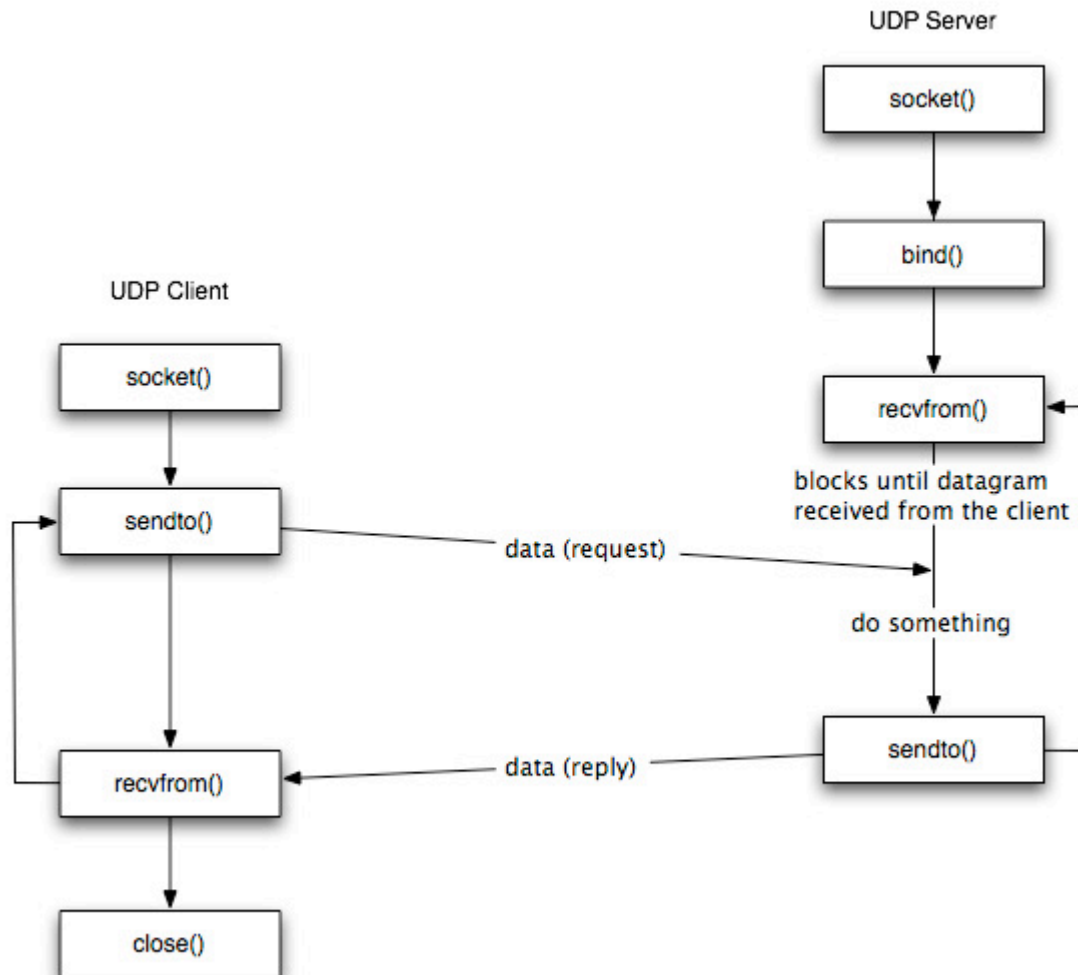 UDP Server
socket()
bind()
UDP Client
socket()
recvfrom()
blocks until datagram
received from the client
sendto()
data (request)
do something
sendto()
data (reply)
recvfrom()
close()